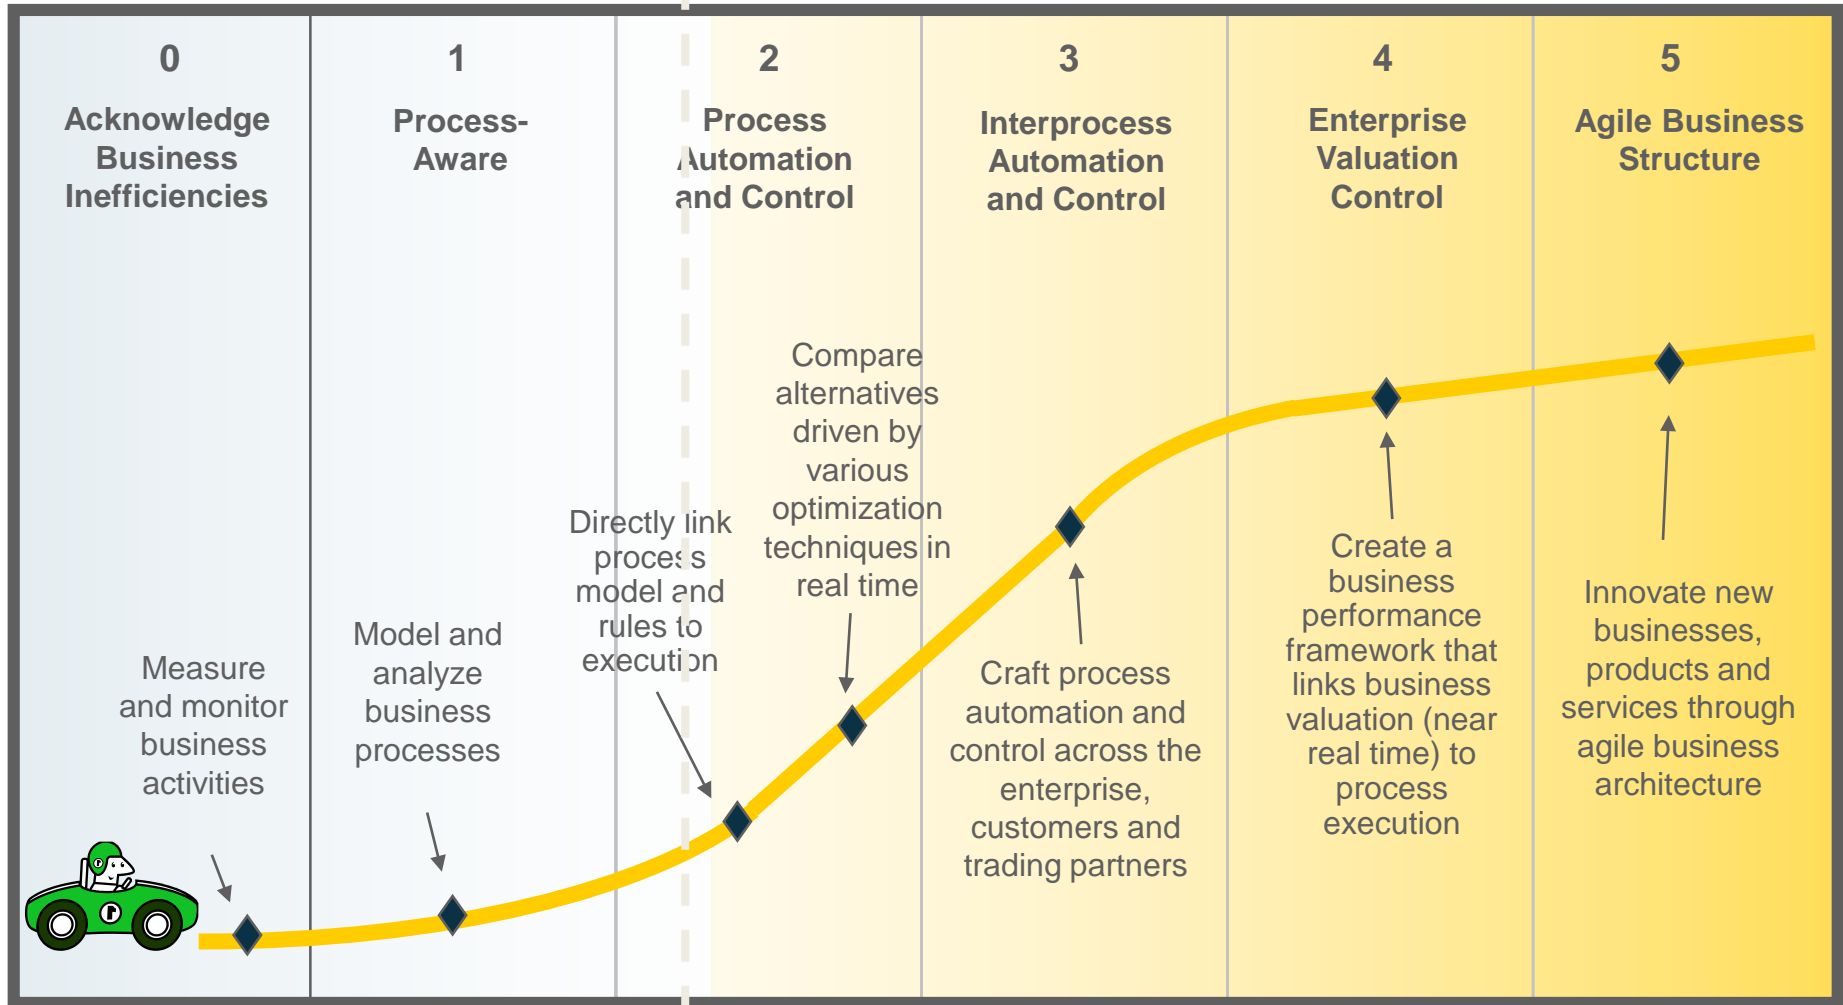 0
Acknowledge
Business
Inefficiencies
1
Process-
Aware
2
Process
Automation
and Control
3
Interprocess
Automation
and Control
4
Enterprise
Valuation
Control
5
Agile Business
Structure
Measure
and monitor
business
activities
Model and
analyze
business
processes
Directly link
process
model and
rules to
execution
Compare
alternatives
driven by
various
optimization
techniques in
real time
Craft process
automation and
control across the
enterprise,
customers and
trading partners
Create a
business
performance
framework that
links business
valuation (near
real time) to
process
execution
Innovate new
businesses,
products and
services through
agile business
architecture